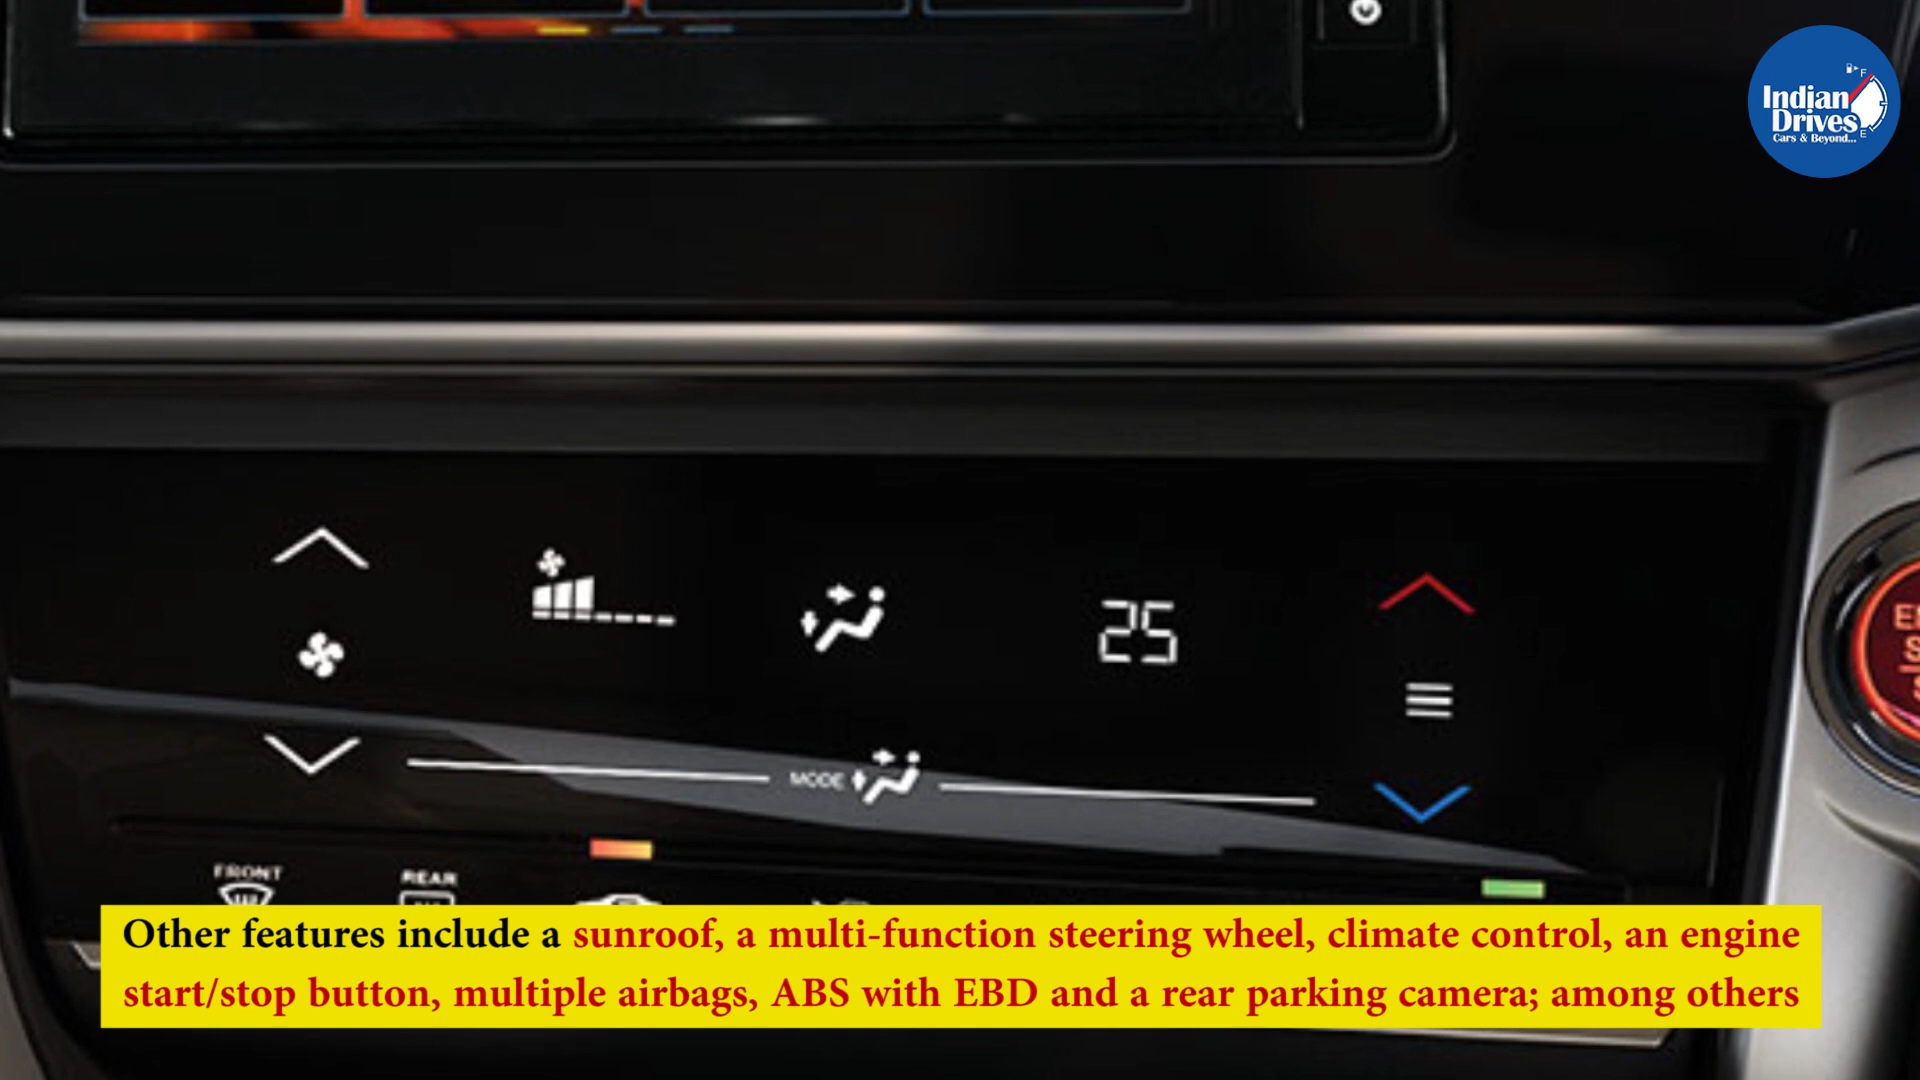 Indian
Drives
Cars & Beyond...
F
E
25
MODE
FRONT
REAR
Other features include a sunroof, a multi-function steering wheel, climate control, an engine
start/stop button, multiple airbags, ABS with EBD and a rear parking camera; among others